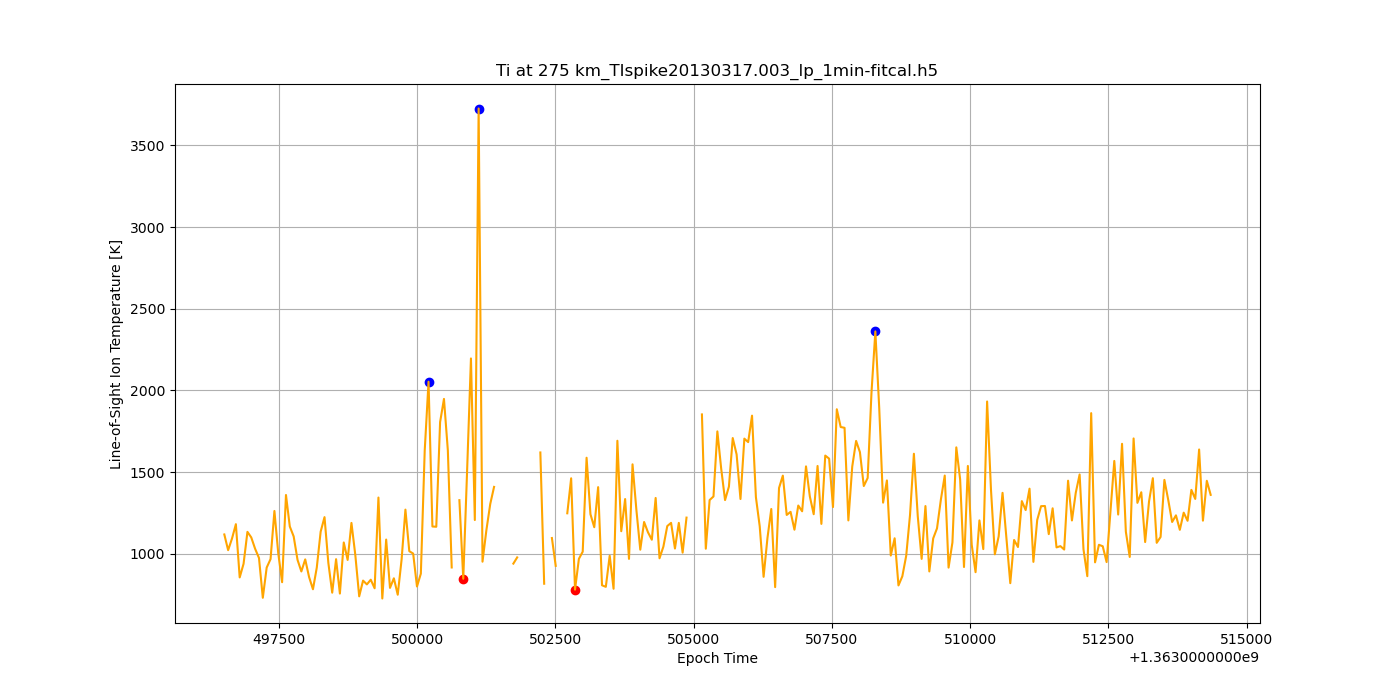 Ti at 275 km_TIspike20130317.003_lp_1min-fitcal.h5
Line-of-Sight Ion Temperature [K]
3500
3000
2500
2000
1500
1000
497500 500000 502500 505000 507500 510000 512500 515000
Epoch Time
+1.3630000000e9